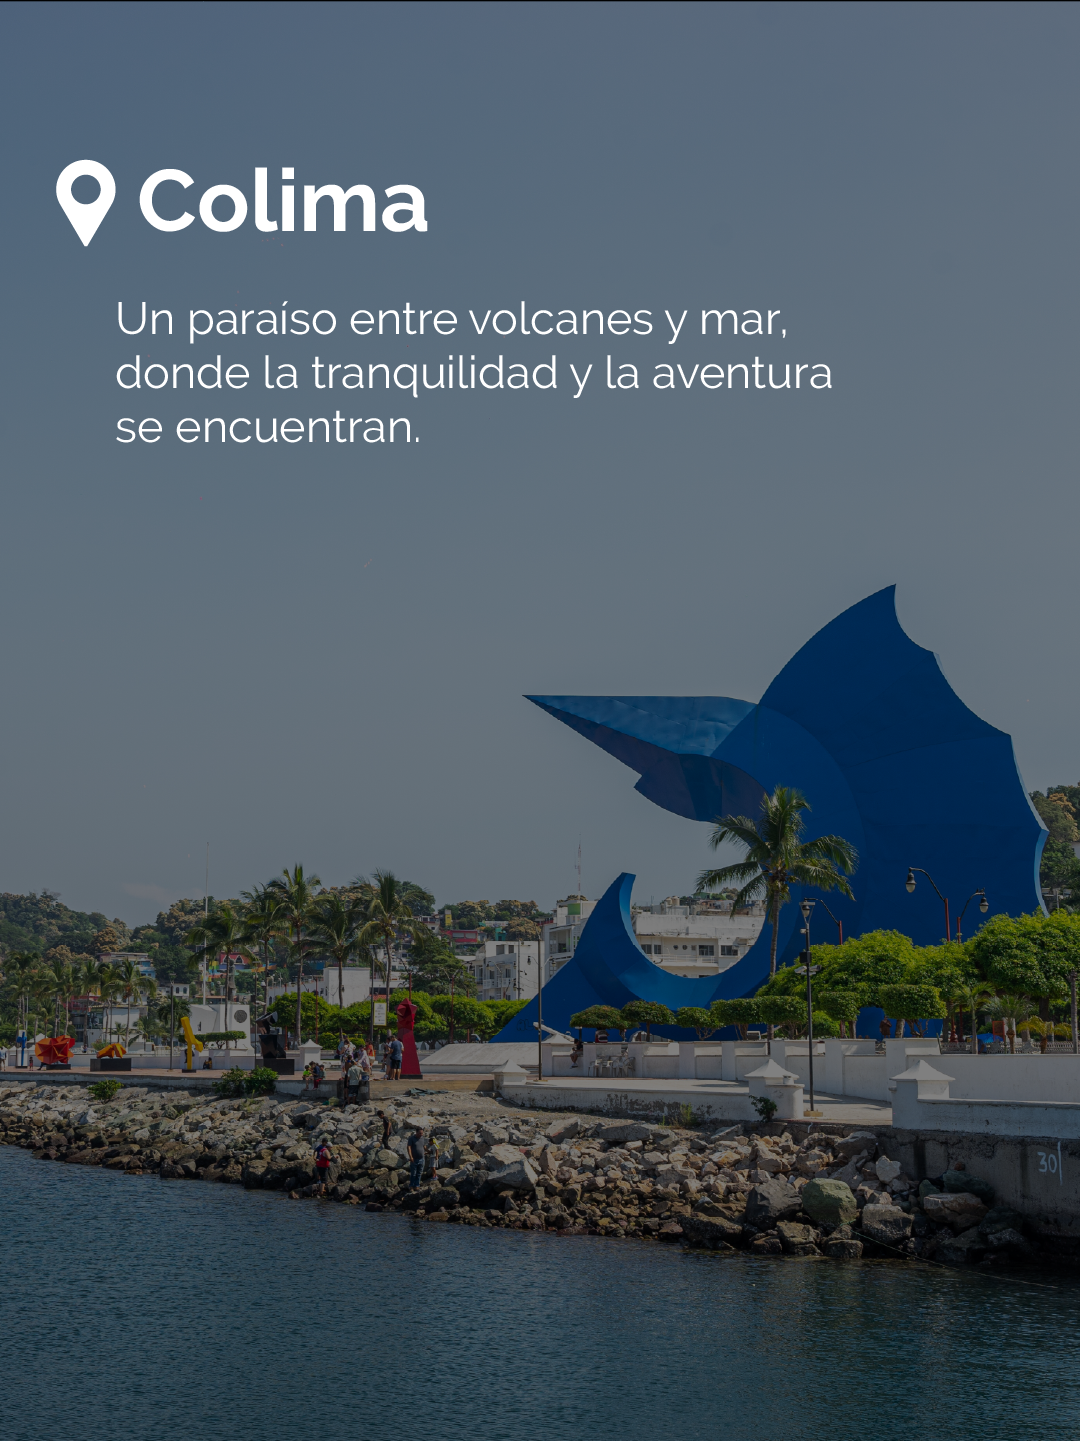 Colima
Un paraíso entre volcanes y mar,
donde la tranquilidad y la aventura
se encuentran.
30